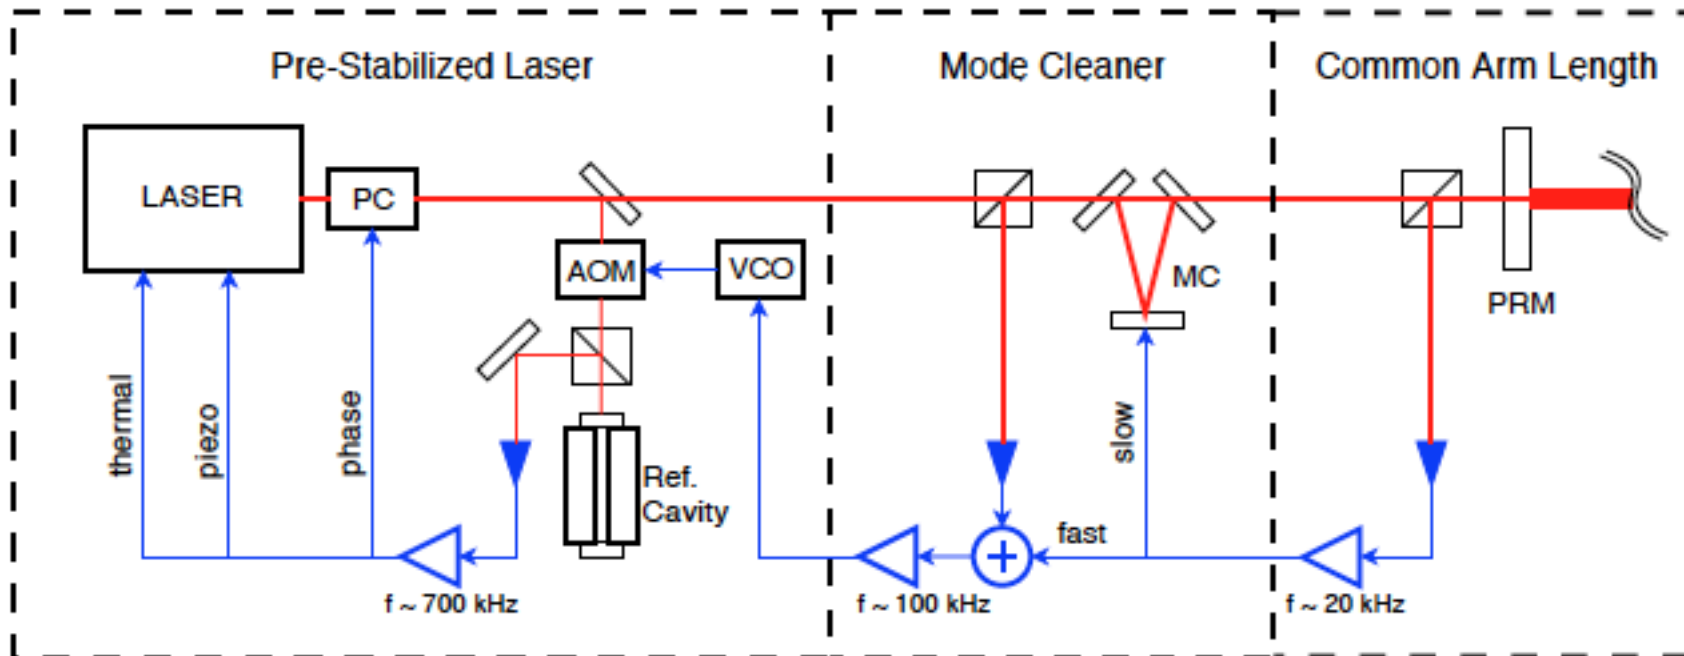 Pre-Stabilized Laser
Mode Cleaner
Common Arm Length
LASER
PC
AOM
VCO
MC
PRM
thermal
piezo
phase
Ref.
Cavity
slow
fast
f ~ 700 kHz
f ~ 100 kHz
f ~ 20 kHz